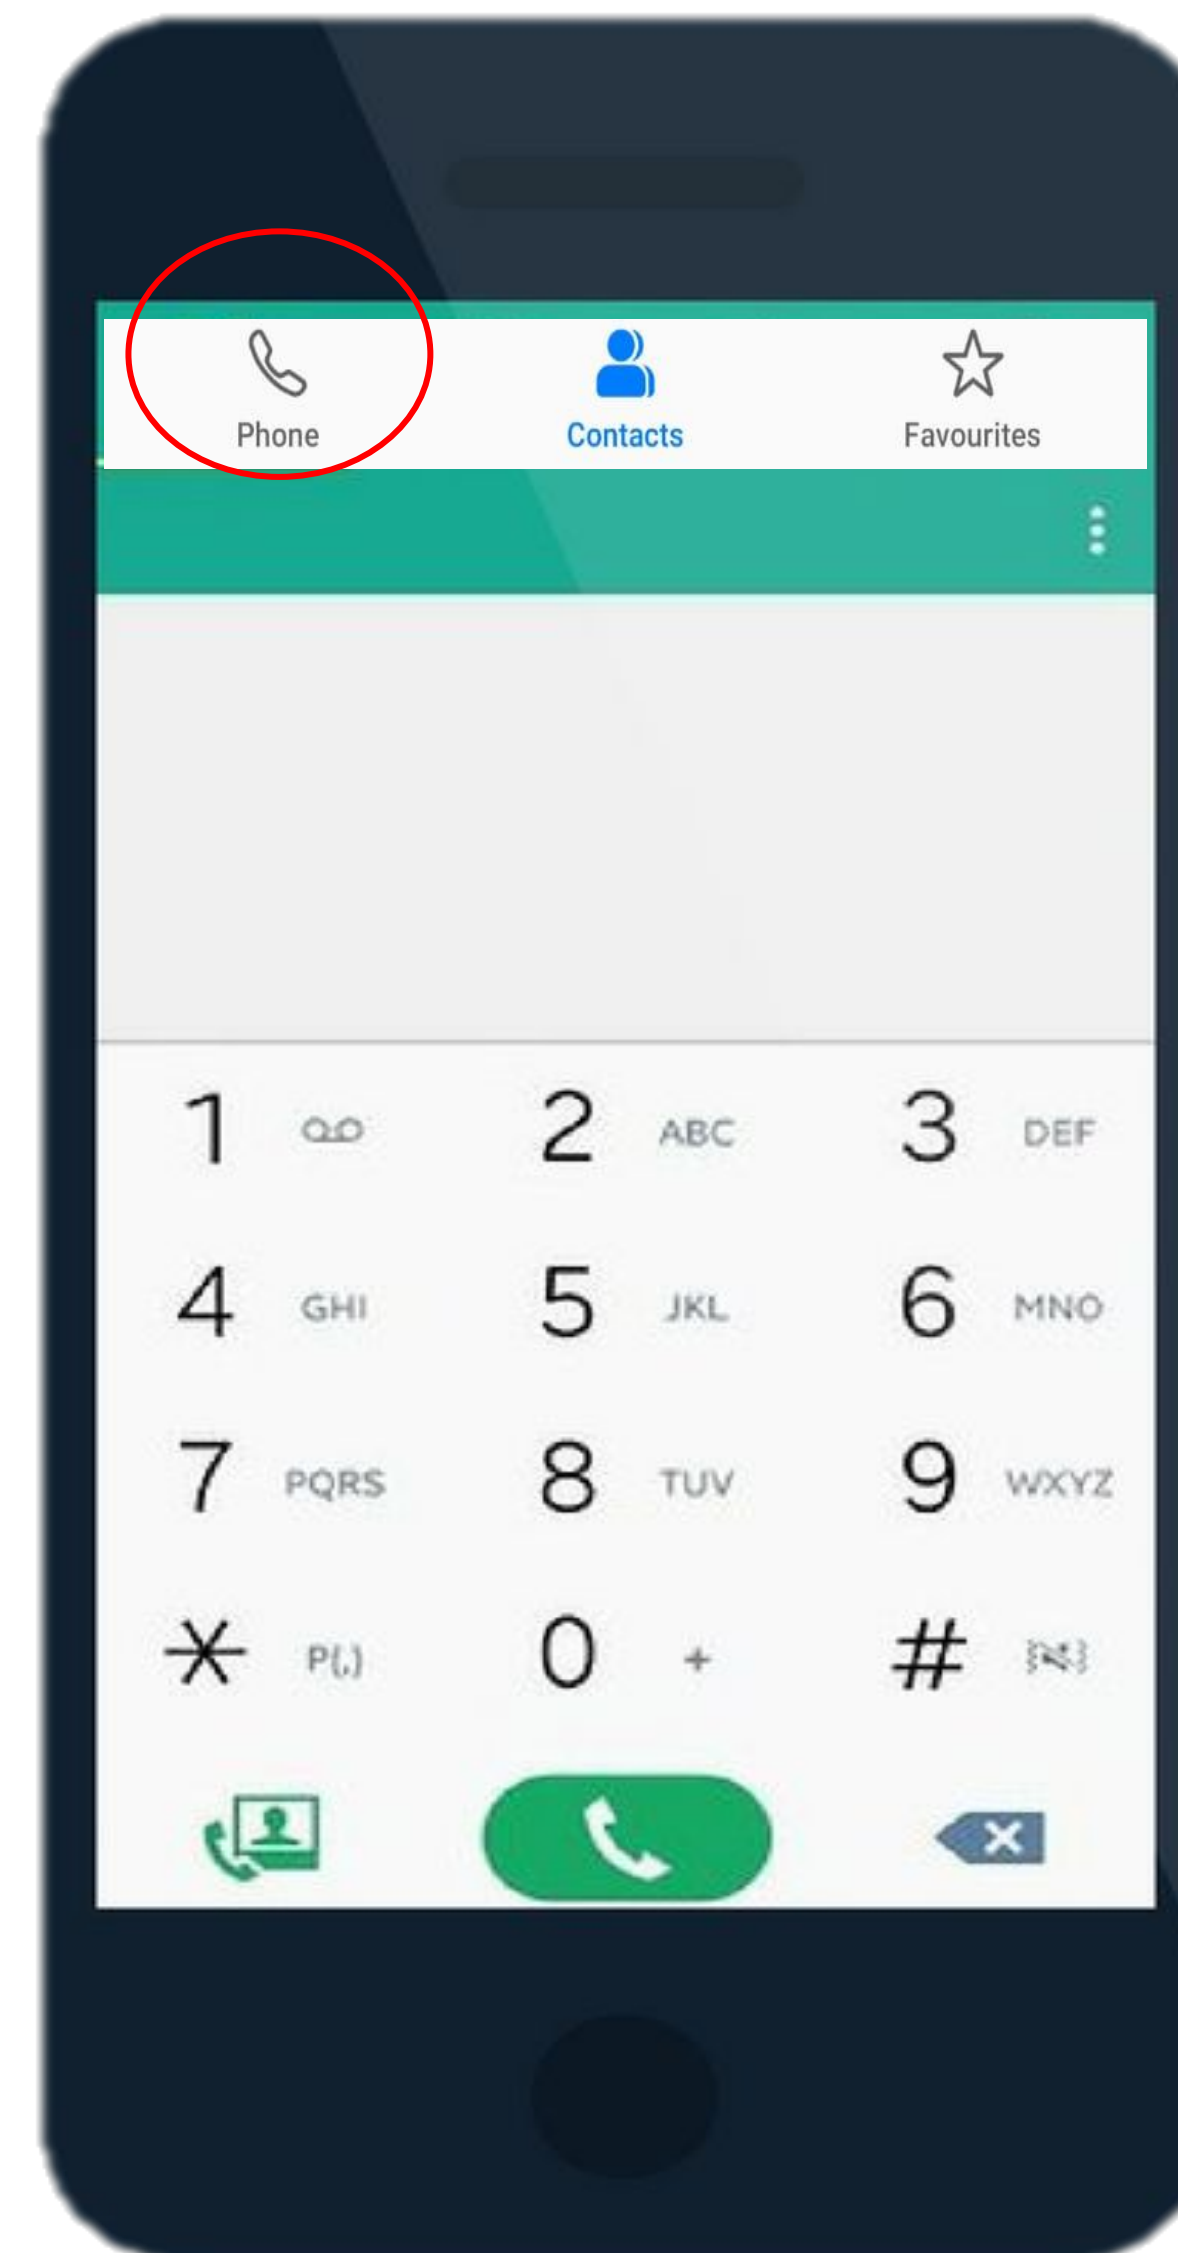 Phone Contacts Favourites
1 2 ABC 3 DEF
4 GHI 5 JKL 6 MNO
7 PQRS 8 TUV 9 WXYZ
* P(,) 0 + #